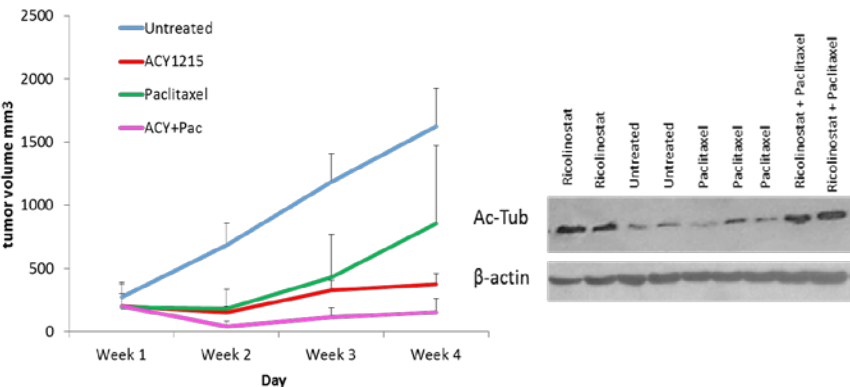 2500
2000
1500
1000
500
0
tumor volume mm3
Untreated
ACY1215
Paclitaxel
ACY+Pac
Week 1
Week 2
Week 3
Week 4
Day
Ricolinostat
Ricolinostat
Untreated
Untreated
Paclitaxel
Paclitaxel
Paclitaxel
Ricolinostat + Paclitaxel
Ricolinostat + Paclitaxel
Ac-Tub
β-actin